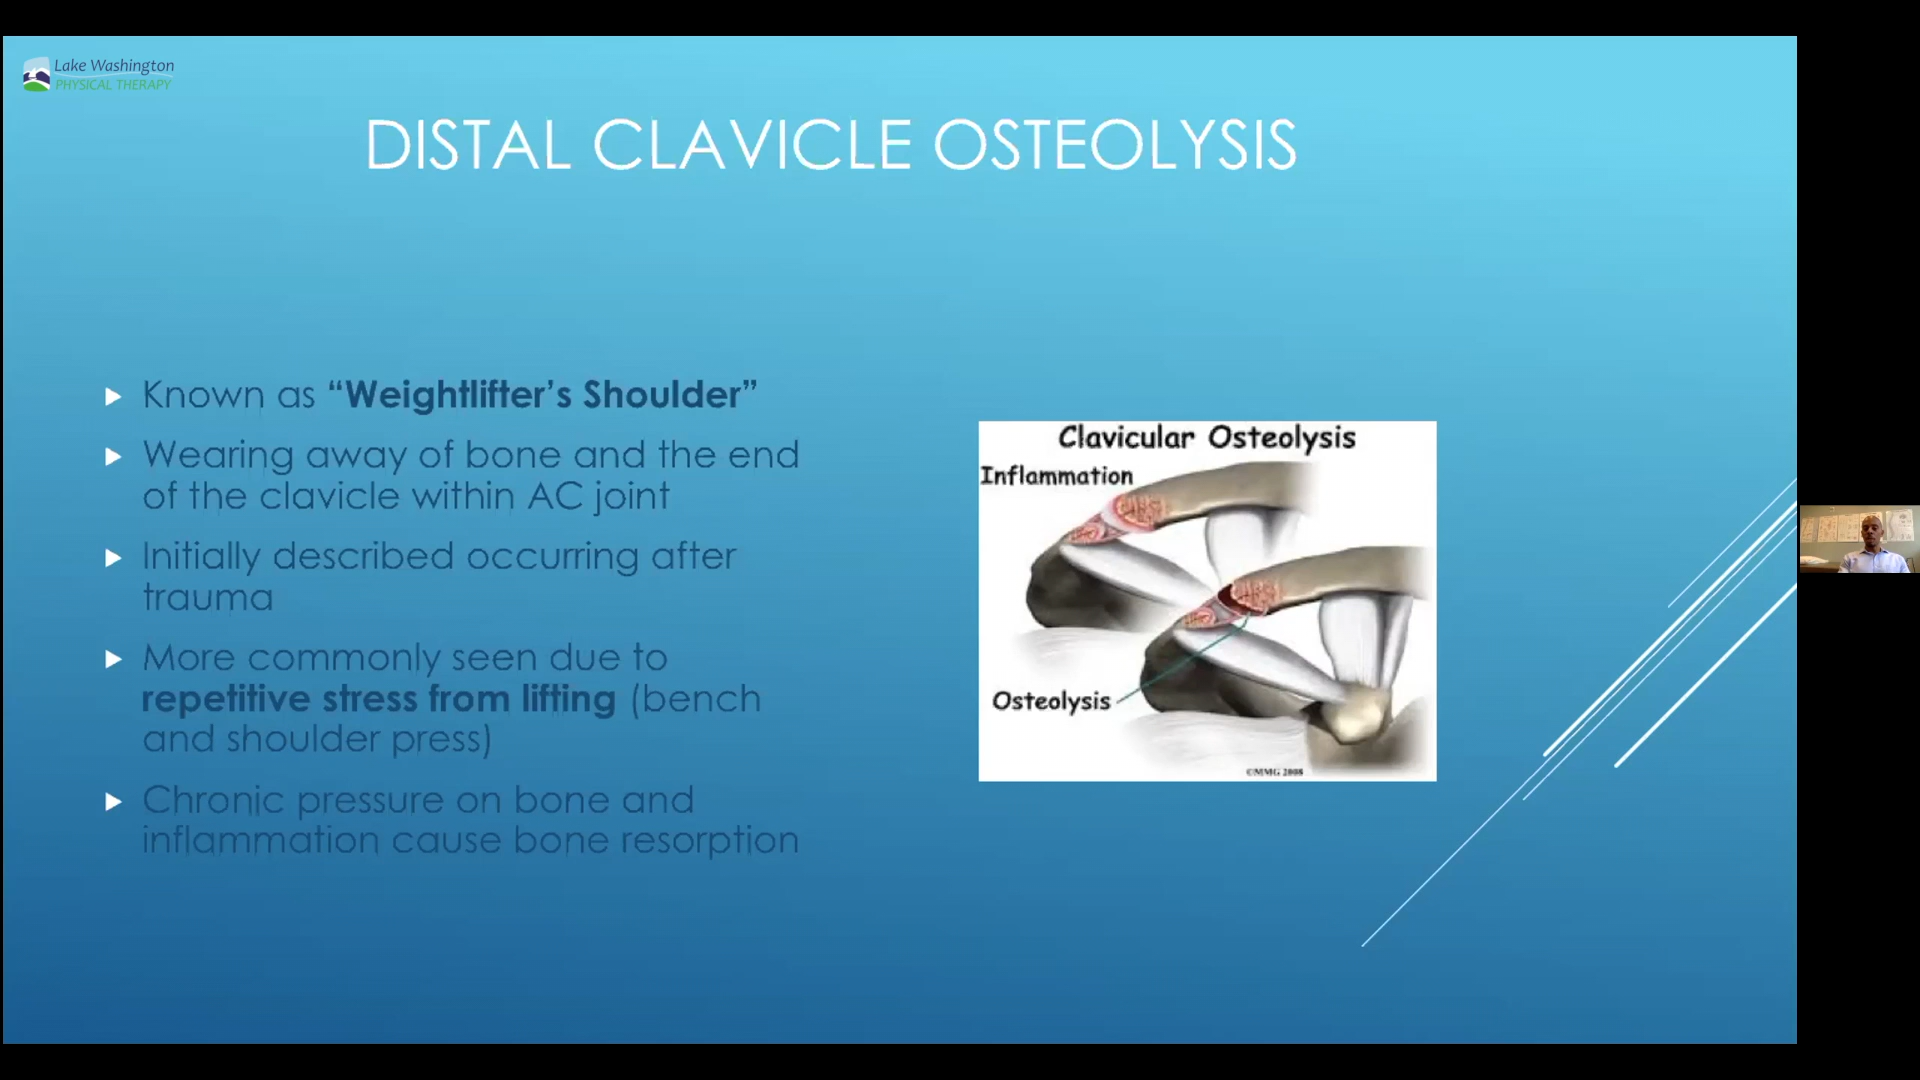 Lake Washington
PHYSICAL THERAPY
DISTAL CLAVICLE OSTEOLYSIS
Known as “Weightlifter’s Shoulder”
Wearing away of bone and the end
of the clavicle within AC joint
Initially described occurring after
trauma
More commonly seen due to
repetitive stress from lifting (bench
and shoulder press)
Chronic pressure on bone and
inflammation cause bone resorption
Clavicular Osteolysis
Inflammation
Osteolysis
©MMG 2008